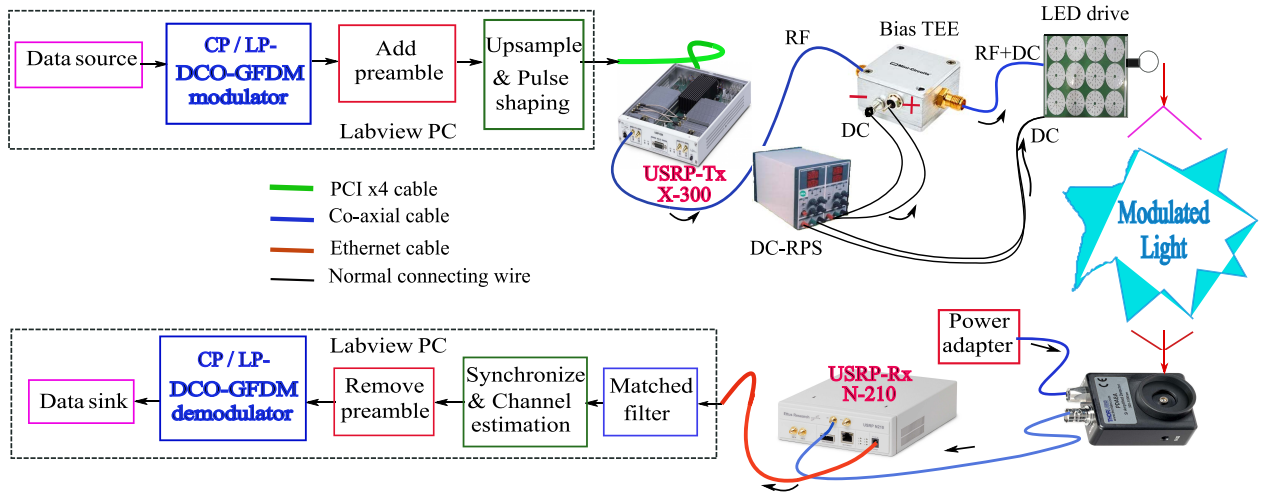 Data source
CP / LP-
DCO-GFDM
modulator
Add
preamble
Upsample
& Pulse
shaping
Labview PC
USRP-Tx
X-300
RF
Bias TEE
Mini-Circuits
-
+
DC
RF+DC
LED drive
DC
DC-RPS
Modulated
Light
PCI x4 cable
Co-axial cable
Ethernet cable
Normal connecting wire
Labview PC
Data sink
CP / LP-
DCO-GFDM
demodulator
Remove
preamble
Synchronize
& Channel
estimation
Matched
filter
USRP-Rx
N-210
Power
adapter